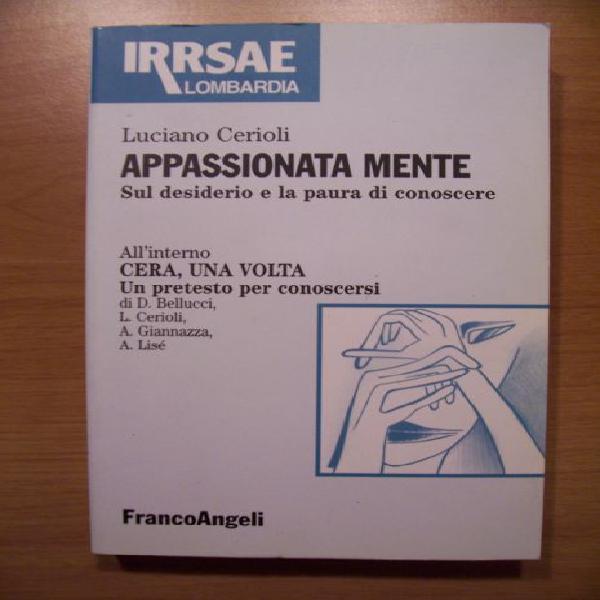 IRRSAE
LOMBARDIA
Luciano Cerioli
APPASSIONATA MENTE
Sul desiderio e la paura di conoscere
All'interno
CERA, UNA VOLTA
Un pretesto per conoscersi
di D. Bellucci,
L. Cerioli,
A. Giannazza,
A. Lisé
FrancoAngeli